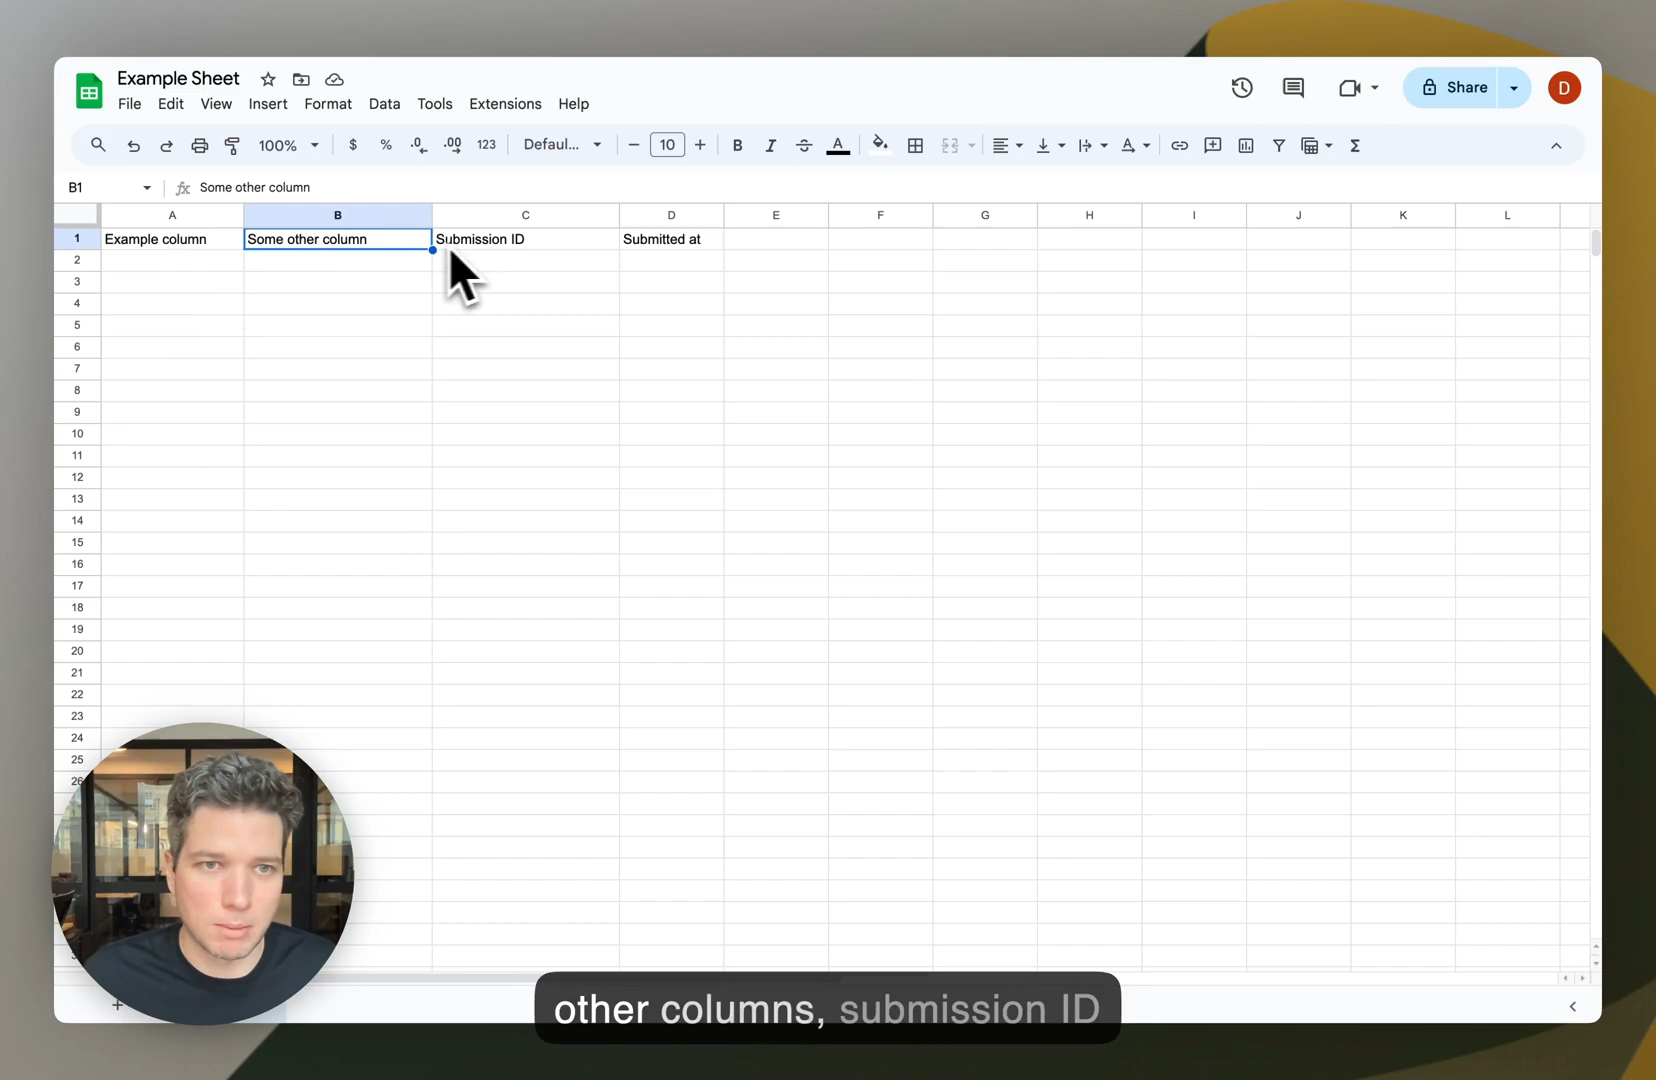 Example Sheet
File Edit View Insert Format Data Tools Extensions Help
Share
D
100% $ % .0 .00 123 Defaul... 10 B I A
B1 fx Some other column
A B C D E F G H I J K L
1 Example column Some other column Submission ID Submitted at
2
3
4
5
6
7
8
9
10
11
12
13
14
15
16
17
18
19
20
21
22
23
24
25
26
other columns, submission ID